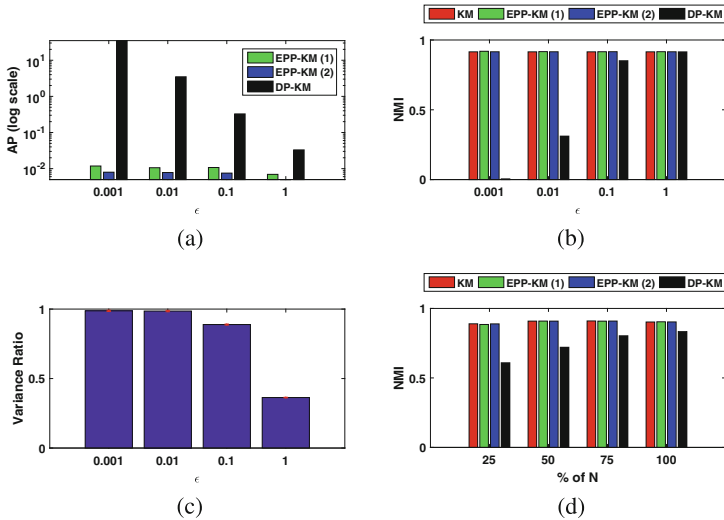 AP (log scale)
10^1
10^0
10^-1
10^-2
EPP-KM (1)
EPP-KM (2)
DP-KM
0.001 0.01 0.1 1
ϵ
(a)
KM EPP-KM (1) EPP-KM (2) DP-KM
NMI
1
0.5
0
0.001 0.01 0.1 1
ϵ
(b)
Variance Ratio
1
0.5
0
0.001 0.01 0.1 1
ϵ
(c)
KM EPP-KM (1) EPP-KM (2) DP-KM
NMI
1
0.5
0
25 50 75 100
% of N
(d)